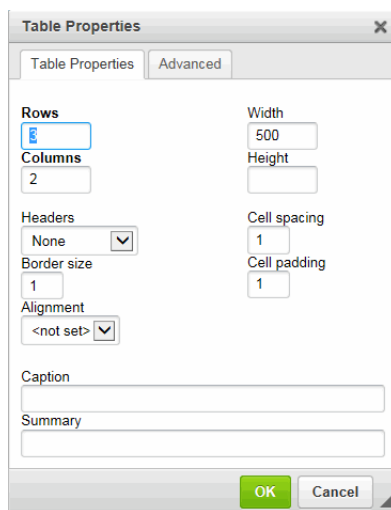 Table Properties
Table Properties Advanced
Rows Width
3 500
Columns Height
2
Headers Cell spacing
None 1
Border size Cell padding
1 1
Alignment
<not set>
Caption
Summary
OK Cancel